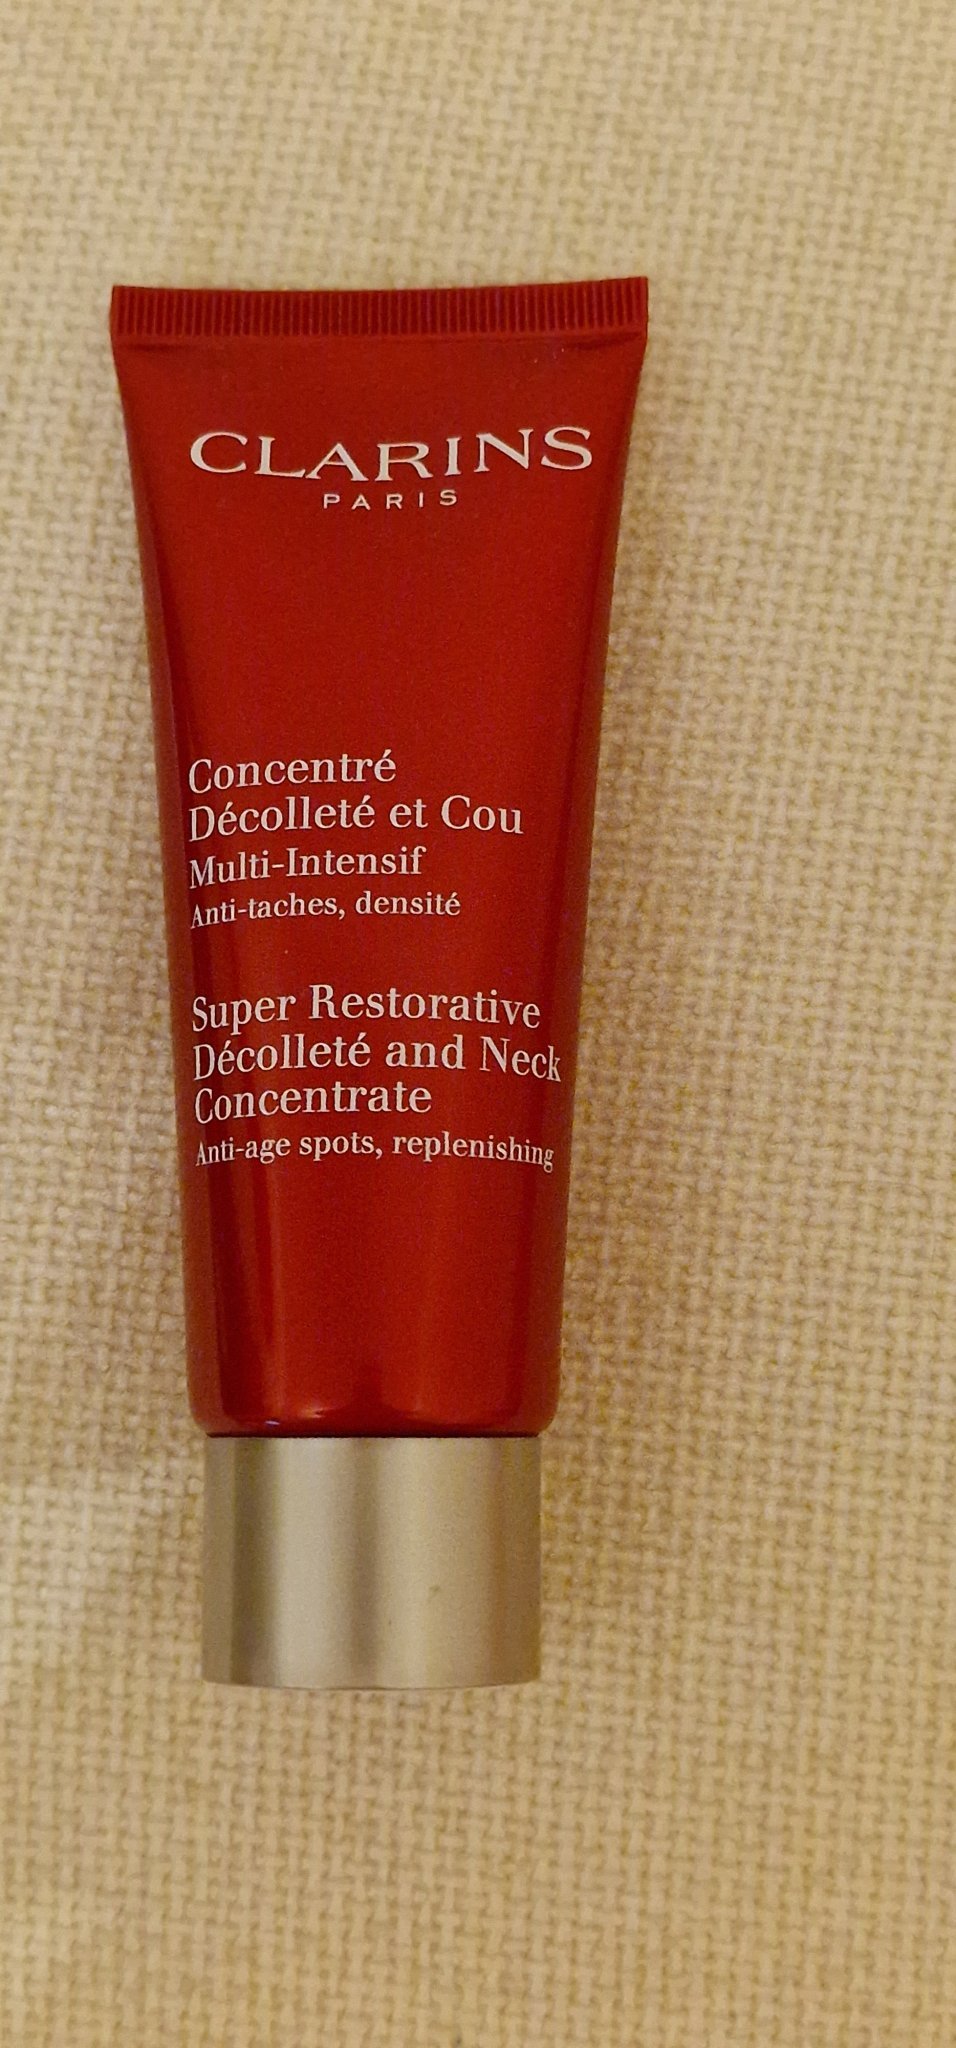 CLARINS
PARIS
Concentré
Décolleté et Cou
Multi-Intensif
Anti-taches, densité
Super Restorative
Décolleté and Neck
Concentrate
Anti-age spots, replenishing